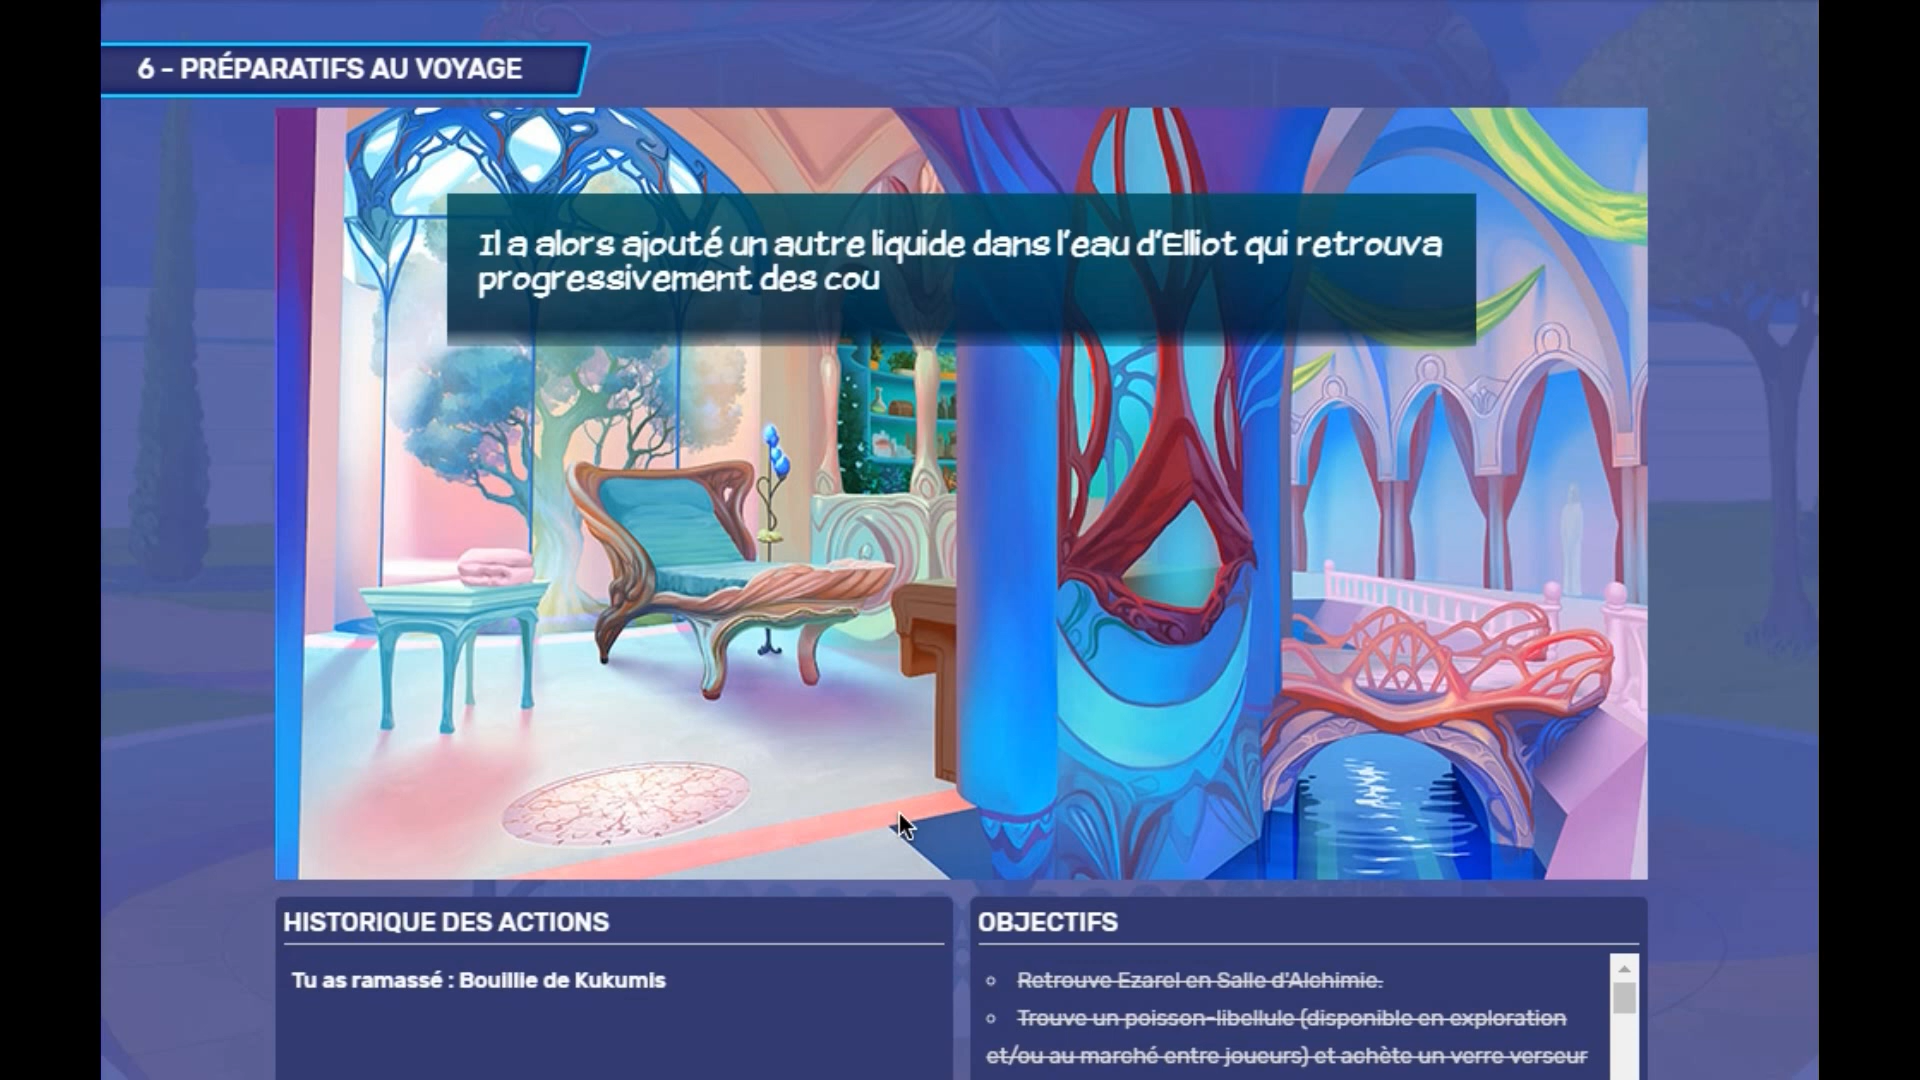 6 - PRÉPARATIFS AU VOYAGE
Il a alors ajouté un autre liquide dans l'eau d'Elliot qui retrouva
progressivement des cou
HISTORIQUE DES ACTIONS
Tu as ramassé : Bouillie de Kukumis
OBJECTIFS
Retrouve Ezarel en Salle d'Alchimie.
Trouve un poisson-libellule (disponible en exploration
et/ou au marché entre joueurs) et achète un verre verseur